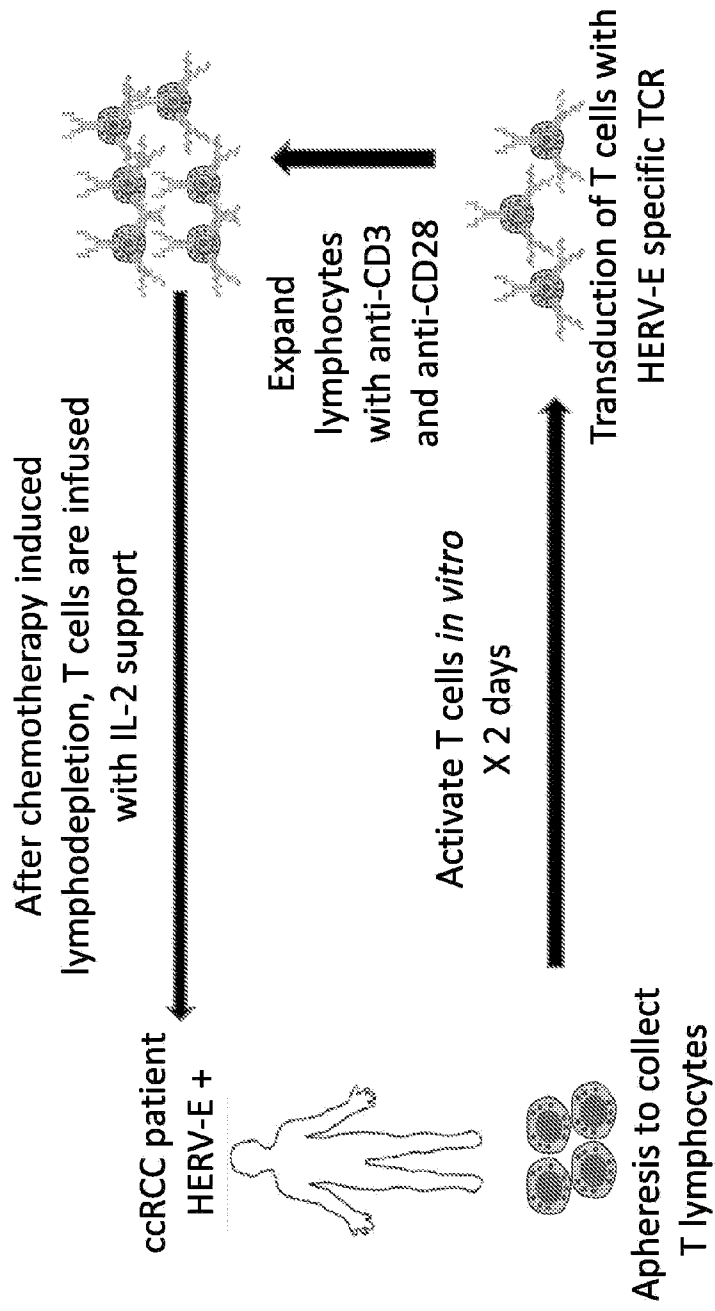 ccRCC patient
HERV-E +
Apheresis to collect
T lymphocytes
Activate T cells in vitro
X 2 days
Transduction of T cells with
HERV-E specific TCR
Expand
lymphocytes
with anti-CD3
and anti-CD28
After chemotherapy induced
lymphodepletion, T cells are infused
with IL-2 support